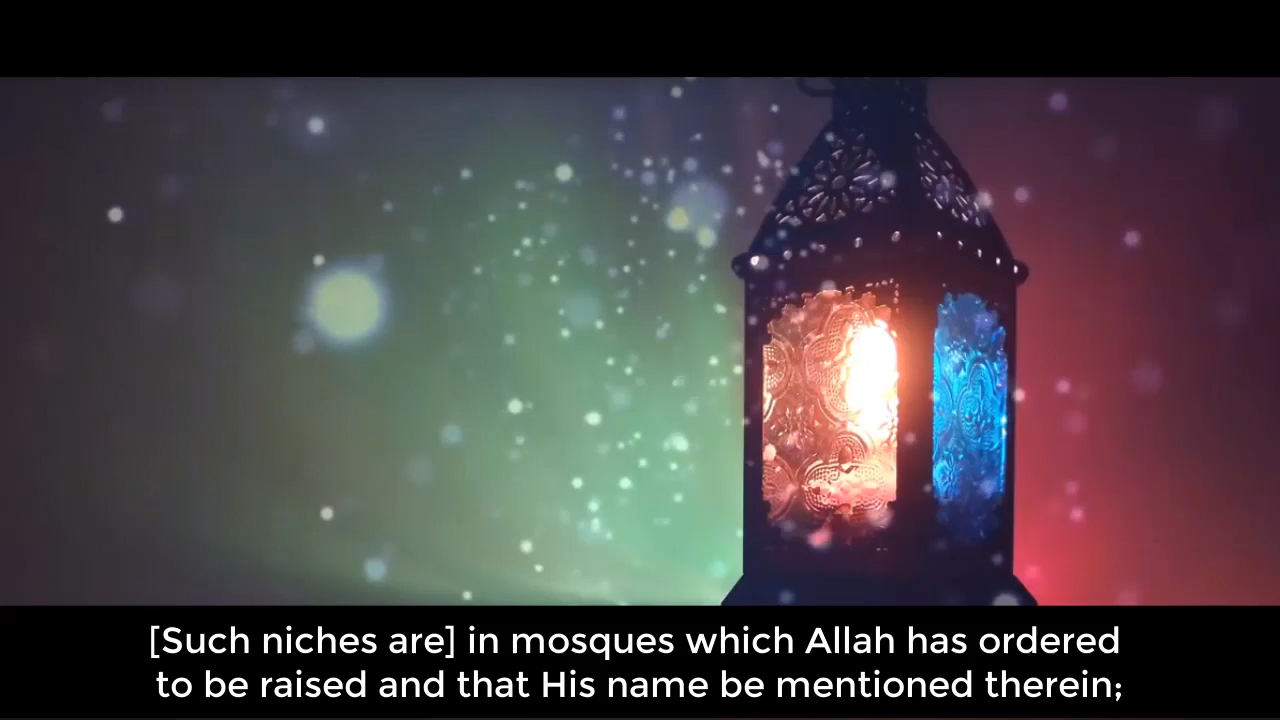 [Such niches are] in mosques which Allah has ordered
to be raised and that His name be mentioned therein;